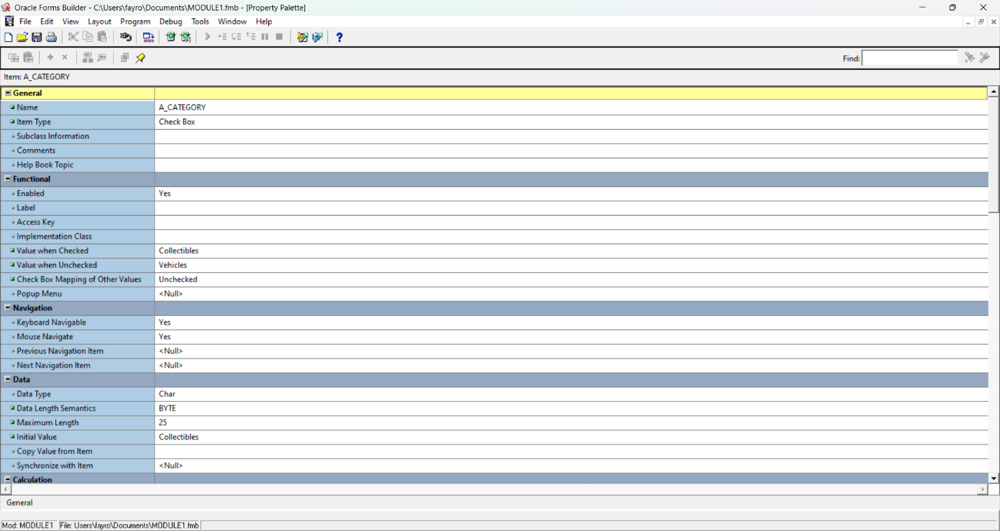 Oracle Forms Builder - C:\Users\fayro\Documents\MODULE1.fmb - [Property Palette]
File Edit View Layout Program Debug Tools Window Help
Find:
Item: A_CATEGORY
General
Name A_CATEGORY
Item Type Check Box
Subclass Information
Comments
Help Book Topic
Functional
Enabled Yes
Label
Access Key
Implementation Class
Value when Checked Collectibles
Value when Unchecked Vehicles
Check Box Mapping of Other Values Unchecked
Popup Menu <Null>
Navigation
Keyboard Navigable Yes
Mouse Navigate Yes
Previous Navigation Item <Null>
Next Navigation Item <Null>
Data
Data Type Char
Data Length Semantics BYTE
Maximum Length 25
Initial Value Collectibles
Copy Value from Item
Synchronize with Item <Null>
Calculation
General
Mod: MODULE1 File: Users\fayro\Documents\MODULE1.fmb